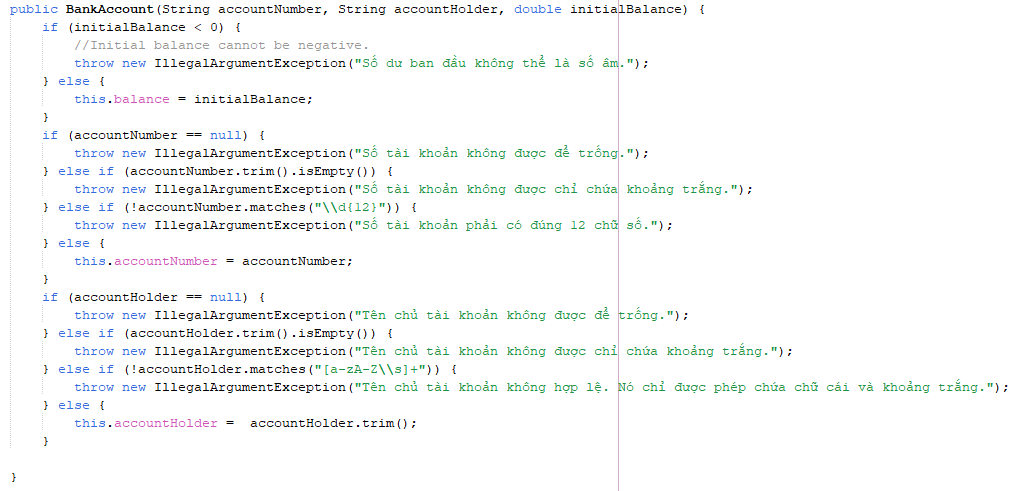 public BankAccount(String accountNumber, String accountHolder, double initialBalance) {
    if (initialBalance < 0) {
        //Initial balance cannot be negative.
        throw new IllegalArgumentException("Số dư ban đầu không thể là số âm.");
    } else {
        this.balance = initialBalance;
    }
    if (accountNumber == null) {
        throw new IllegalArgumentException("Số tài khoản không được để trống.");
    } else if (accountNumber.trim().isEmpty()) {
        throw new IllegalArgumentException("Số tài khoản không được chỉ chứa khoảng trắng.");
    } else if (!accountNumber.matches("\\d{12}")) {
        throw new IllegalArgumentException("Số tài khoản phải có đúng 12 chữ số.");
    } else {
        this.accountNumber = accountNumber;
    }
    if (accountHolder == null) {
        throw new IllegalArgumentException("Tên chủ tài khoản không được để trống.");
    } else if (accountHolder.trim().isEmpty()) {
        throw new IllegalArgumentException("Tên chủ tài khoản không được chỉ chứa khoảng trắng.");
    } else if (!accountHolder.matches("[a-zA-Z\\s]+")) {
        throw new IllegalArgumentException("Tên chủ tài khoản không hợp lệ. Nó chỉ được phép chứa chữ cái và khoảng trắng.");
    } else {
        this.accountHolder =  accountHolder.trim();
    }
}